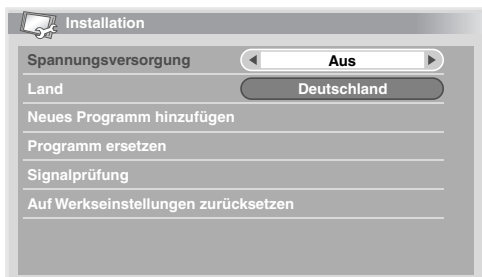 Installation
Spannungsversorgung Aus
Land Deutschland
Neues Programm hinzufügen
Programm ersetzen
Signalprüfung
Auf Werkseinstellungen zurücksetzen